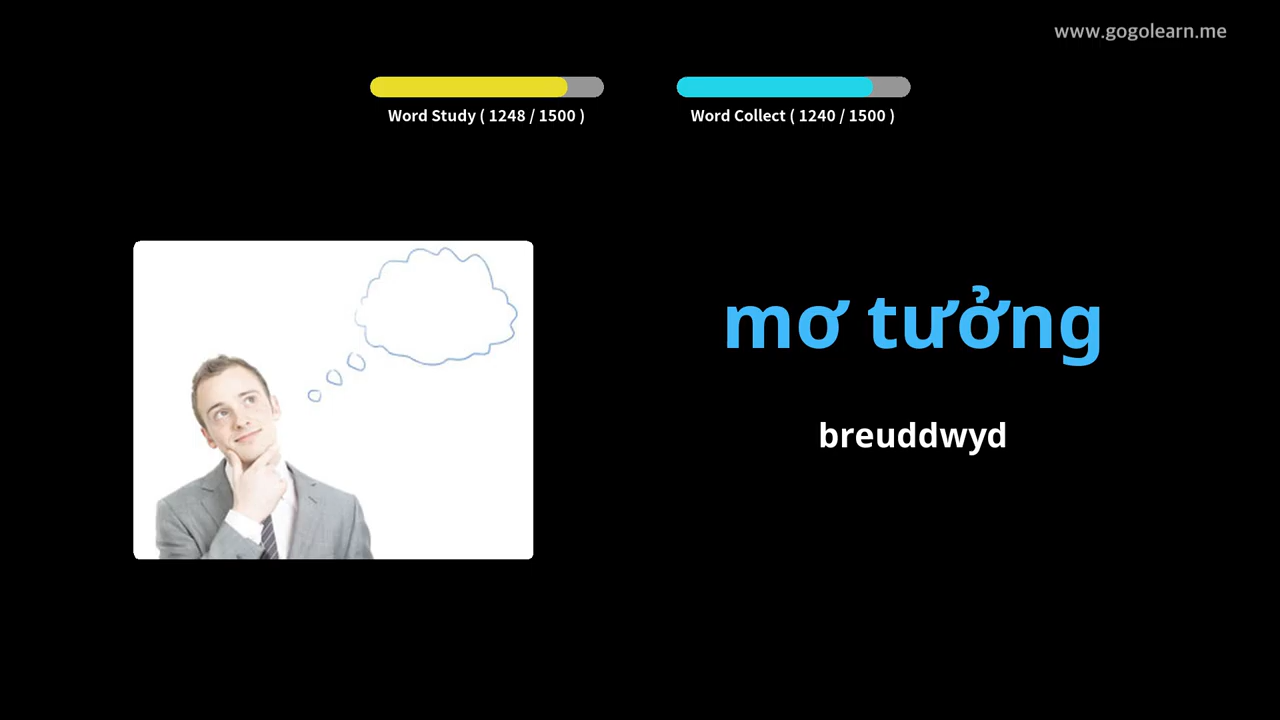 www.gogolearn.me
Word Study ( 1248 / 1500 )
Word Collect ( 1240 / 1500 )
mơ tưởng
breuddwyd